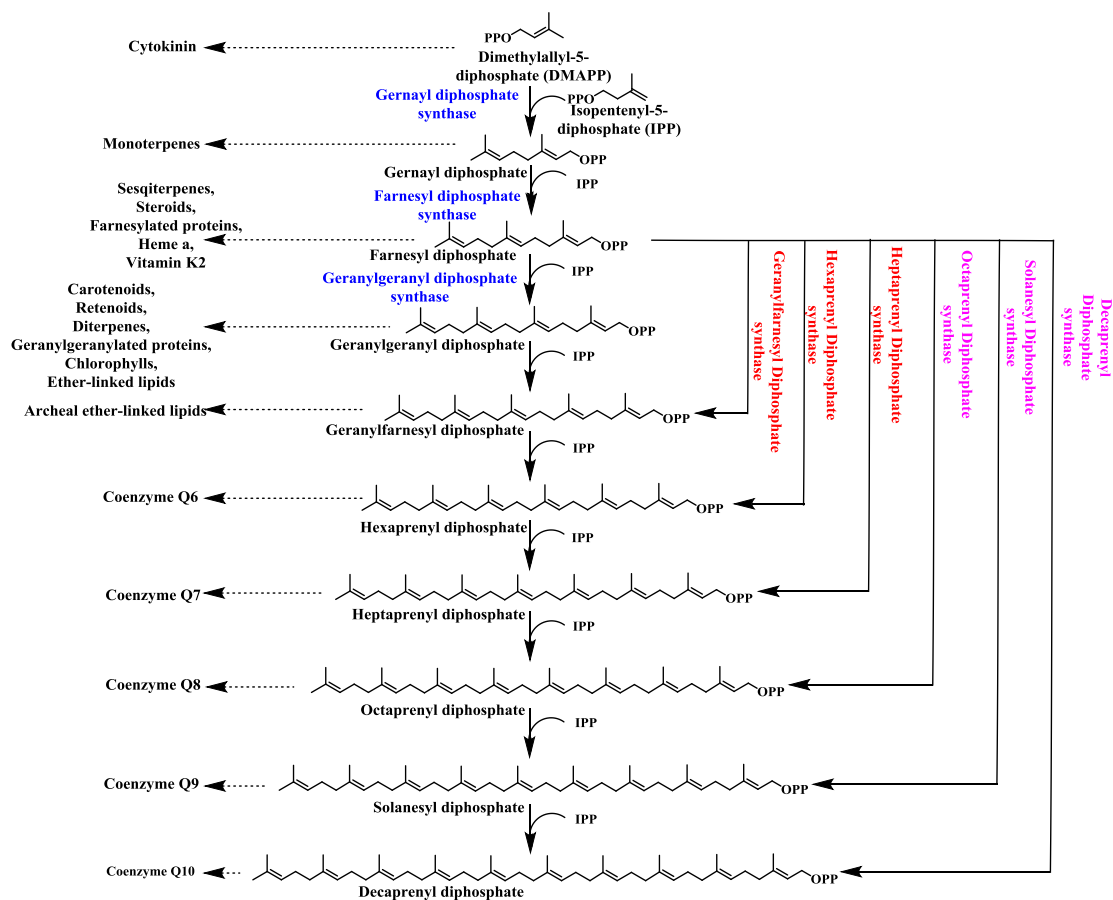 PPO
Cytokinin
Dimethylallyl-5-
diphosphate (DMAPP)
Gernayl diphosphate
synthase
PPO
Isopentenyl-5-
diphosphate (IPP)
Monoterpenes
OPP
Gernayl diphosphate
IPP
Sesqiterpenes,
Steroids,
Farnesylated proteins,
Heme a,
Vitamin K2
Farnesyl diphosphate
synthase
OPP
Farnesyl diphosphate
IPP
Geranylgeranyl diphosphate
synthase
Carotenoids,
Retenoids,
Diterpenes,
Geranylgeranylated proteins,
Chlorophylls,
Ether-linked lipids
OPP
Geranylgeranyl diphosphate
IPP
Geranylfarnesyl Diphosphate
synthase
Hexaprenyl Diphosphate
synthase
Heptaprenyl Diphosphate
synthase
Octaprenyl Diphosphate
synthase
Solanesyl Diphosphate
synthase
Decaprenyl
Diphosphate
synthase
Archeal ether-linked lipids
OPP
Geranylfarnesyl diphosphate
IPP
Coenzyme Q6
OPP
Hexaprenyl diphosphate
IPP
Coenzyme Q7
OPP
Heptaprenyl diphosphate
IPP
Coenzyme Q8
OPP
Octaprenyl diphosphate
IPP
Coenzyme Q9
OPP
Solanesyl diphosphate
IPP
Coenzyme Q10
OPP
Decaprenyl diphosphate